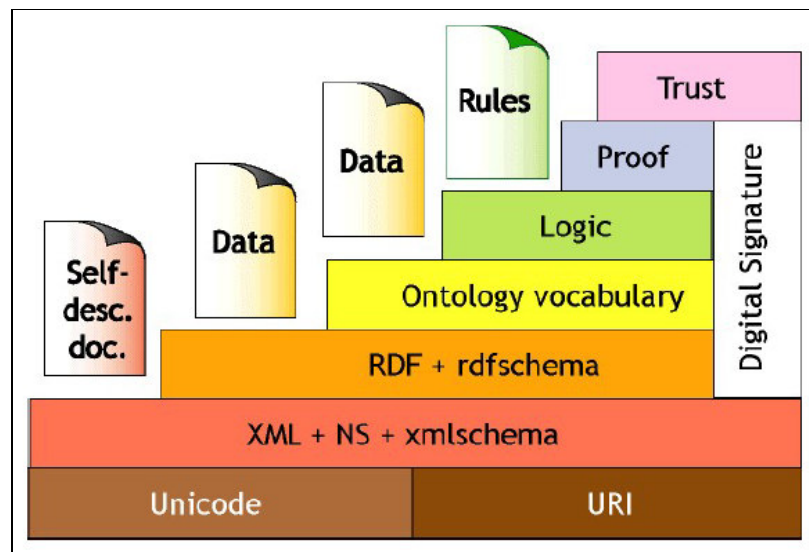 Rules
Trust
Data
Proof
Data
Logic
Self-
desc.
doc.
Ontology vocabulary
Digital Signature
RDF + rdfschema
XML + NS + xmlschema
Unicode
URI